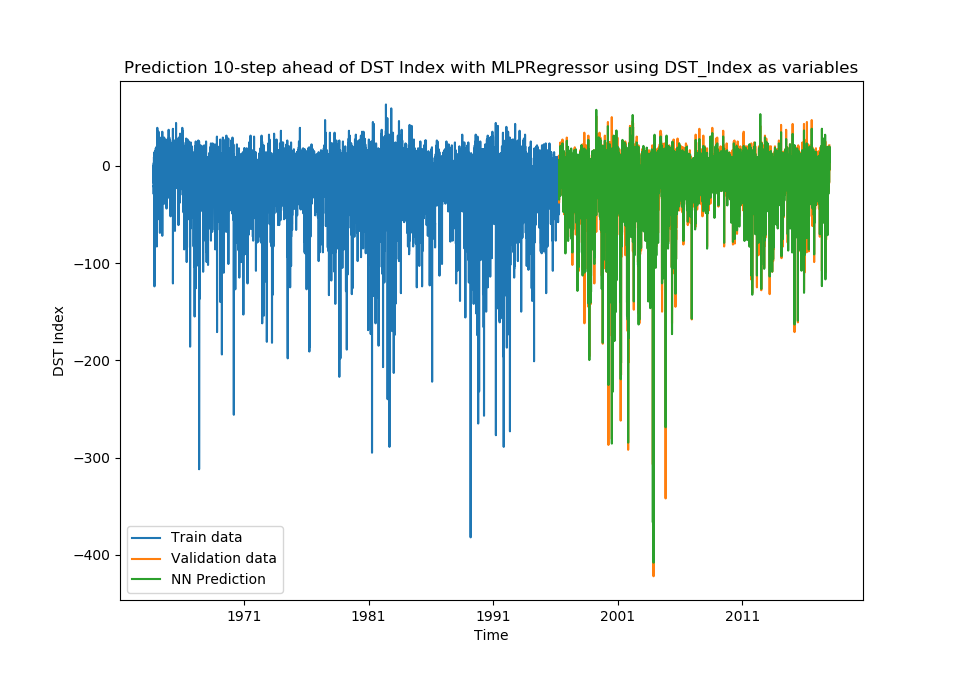 Prediction 10-step ahead of DST Index with MLPRegressor using DST_Index as variables
0
−100
−200
−300
−400
DST Index
Train data
Validation data
NN Prediction
1971
1981
1991
2001
2011
Time